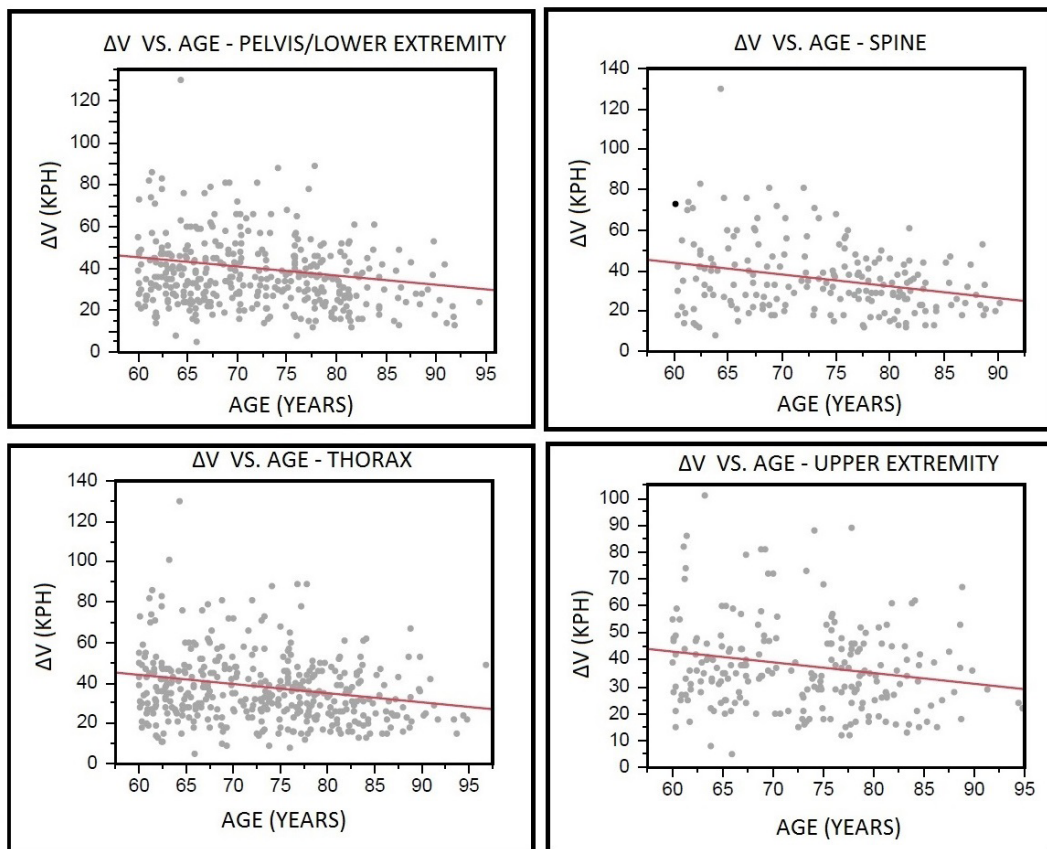 ΔV VS. AGE - PELVIS/LOWER EXTREMITY
120
100
80
60
40
20
0
ΔV (KPH)
60 65 70 75 80 85 90 95
AGE (YEARS)
ΔV VS. AGE - SPINE
140
120
100
80
60
40
20
0
ΔV (KPH)
60 65 70 75 80 85 90
AGE (YEARS)
ΔV VS. AGE - THORAX
140
120
100
80
60
40
20
0
ΔV (KPH)
60 65 70 75 80 85 90 95
AGE (YEARS)
ΔV VS. AGE - UPPER EXTREMITY
100
90
80
70
60
50
40
30
20
10
0
ΔV (KPH)
60 65 70 75 80 85 90 95
AGE (YEARS)